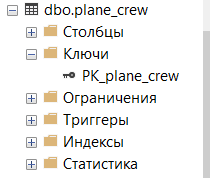 dbo.plane_crew
Столбцы
Ключи
PK_plane_crew
Ограничения
Триггеры
Индексы
Статистика